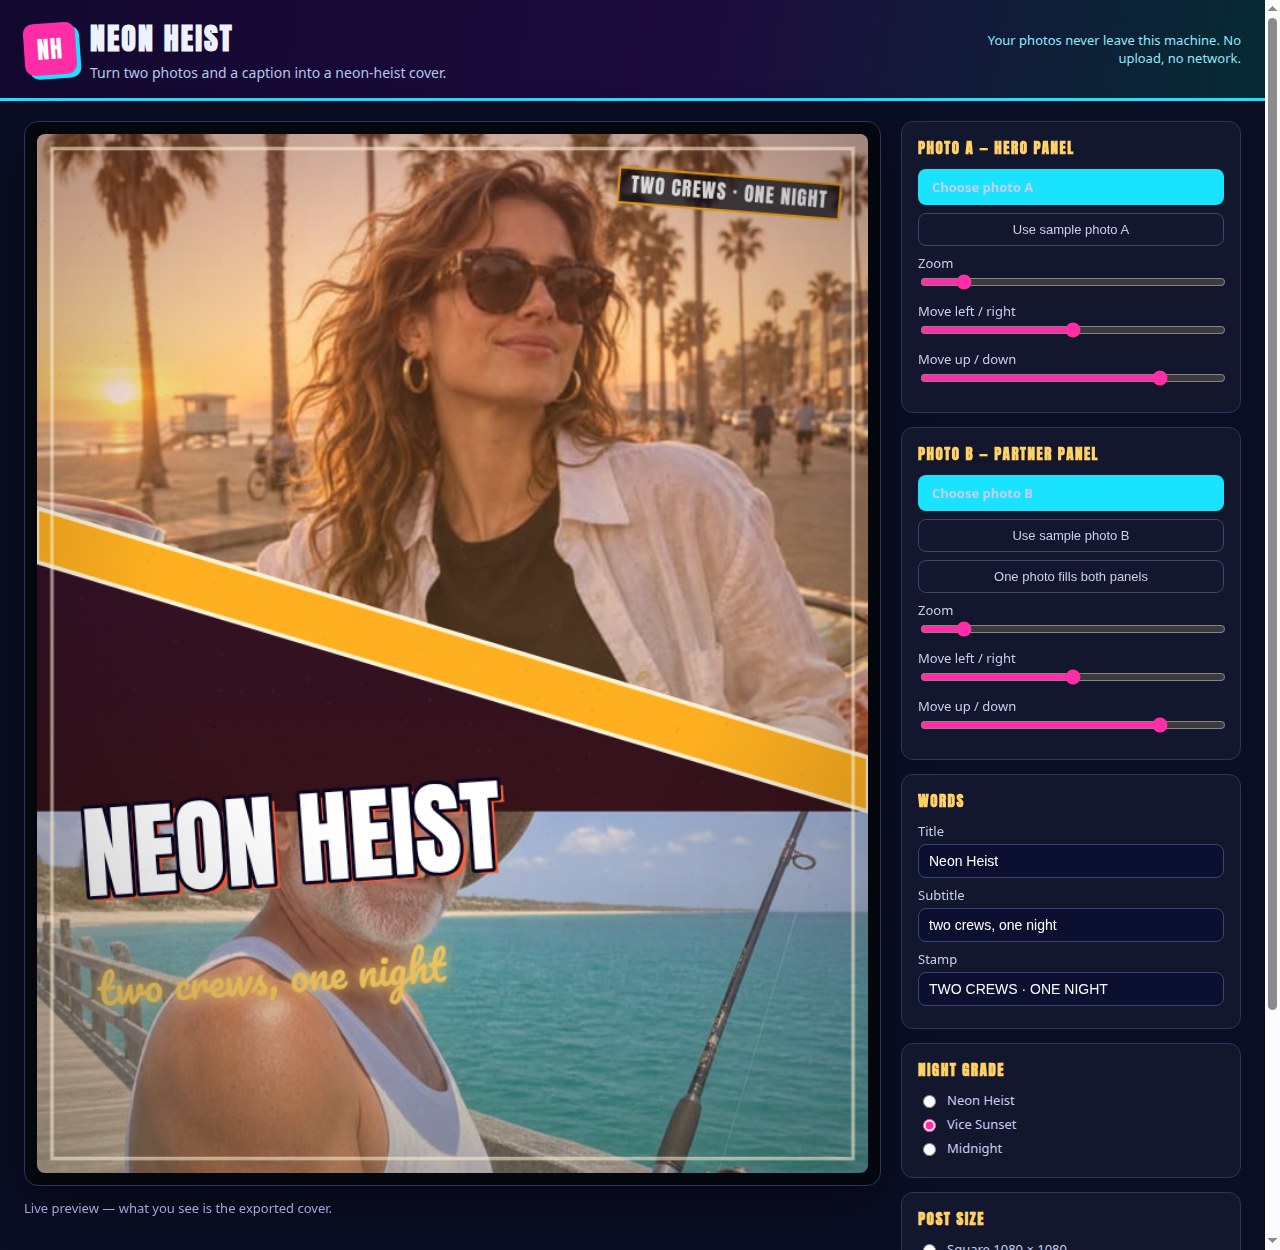 NH
NEON HEIST
Turn two photos and a caption into a neon-heist cover.
Your photos never leave this machine. No
upload, no network.
TWO CREWS · ONE NIGHT
NEON HEIST
two crews, one night
Live preview — what you see is the exported cover.
PHOTO A – HERO PANEL
Choose photo A
Use sample photo A
Zoom
Move left / right
Move up / down
PHOTO B – PARTNER PANEL
Choose photo B
Use sample photo B
One photo fills both panels
Zoom
Move left / right
Move up / down
WORDS
Title
Neon Heist
Subtitle
two crews, one night
Stamp
TWO CREWS · ONE NIGHT
NIGHT GRADE
Neon Heist
Vice Sunset
Midnight
POST SIZE
Square 1080 × 1080